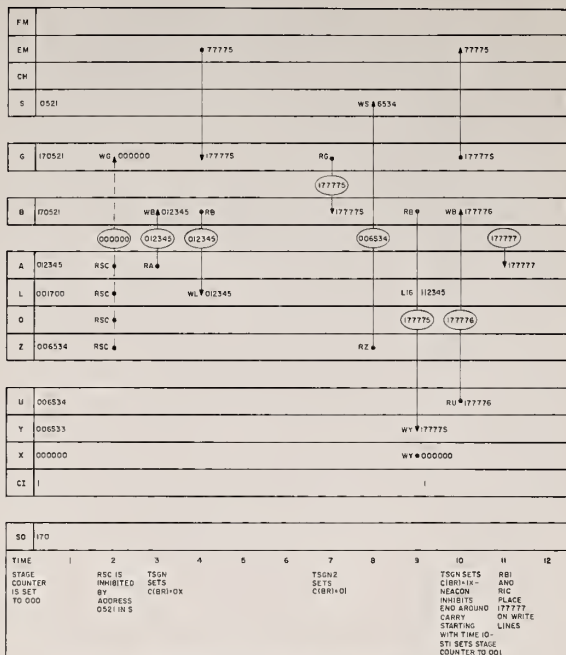 FM
EM 77775 77775
CH
S 0521 WS 6534
G 170521 WG 000000 177775 RG 177775
177775
B 170521 WB 012345 RB 177775 RB WB 177776
000000 012345 012345 006534 177777
A 012345 RSC RA 177777
L 001700 RSC WL 012345 L16 112345
Q RSC 177775 177776
Z 006534 RSC RZ
U 006534 RU 177776
Y 006533 WY 177775
X 000000 WY 000000
CI 1 1
SQ 170
TIME 1 2 3 4 5 6 7 8 9 10 11 12
STAGE RSC IS TSGN TSGN2 TSGN SETS RB1
COUNTER INHIBITED SETS SETS C(BR)=1X- AND
IS SET BY C(BR)=0X C(BR)=01 NEACON R1C
TO 000 ADDRESS INHIBITS PLACE
0521 IN S END AROUND 177777
CARRY ON WRITE
STARTING LINES
WITH TIME 10-
ST1 SETS STAGE
COUNTER TO 001